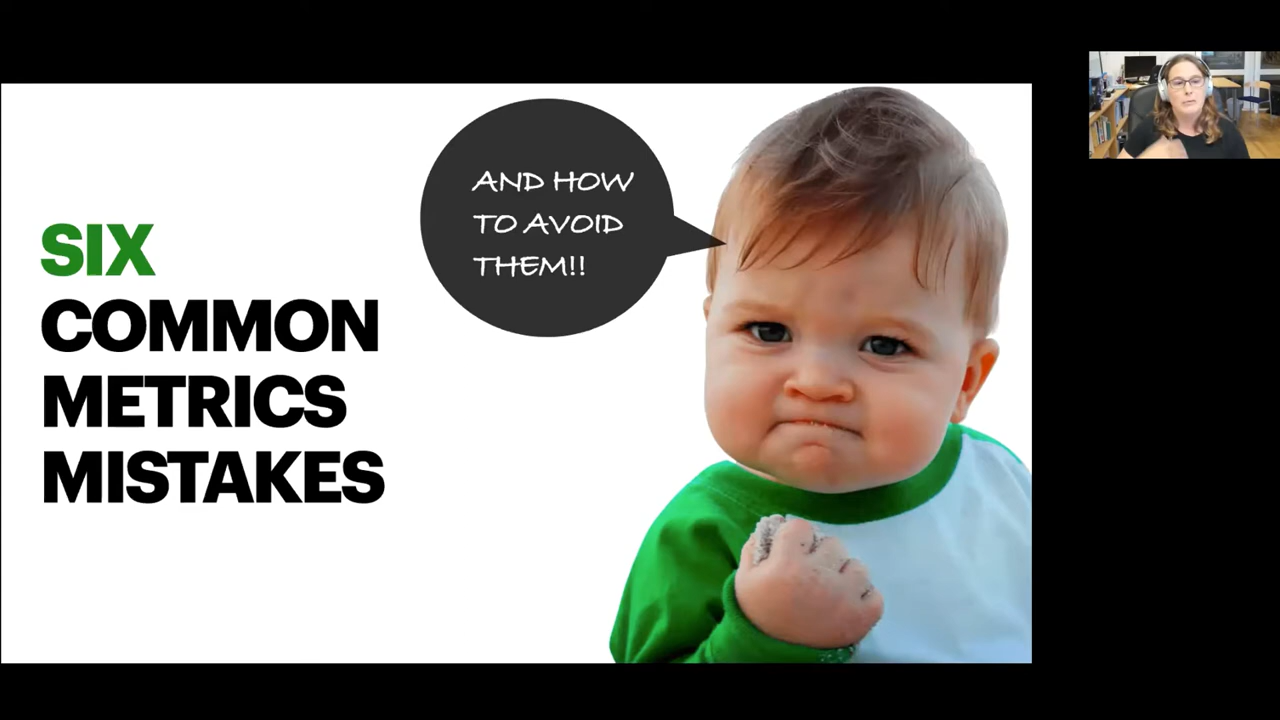 SIX
COMMON
METRICS
MISTAKES
AND HOW
TO AVOID
THEM!!